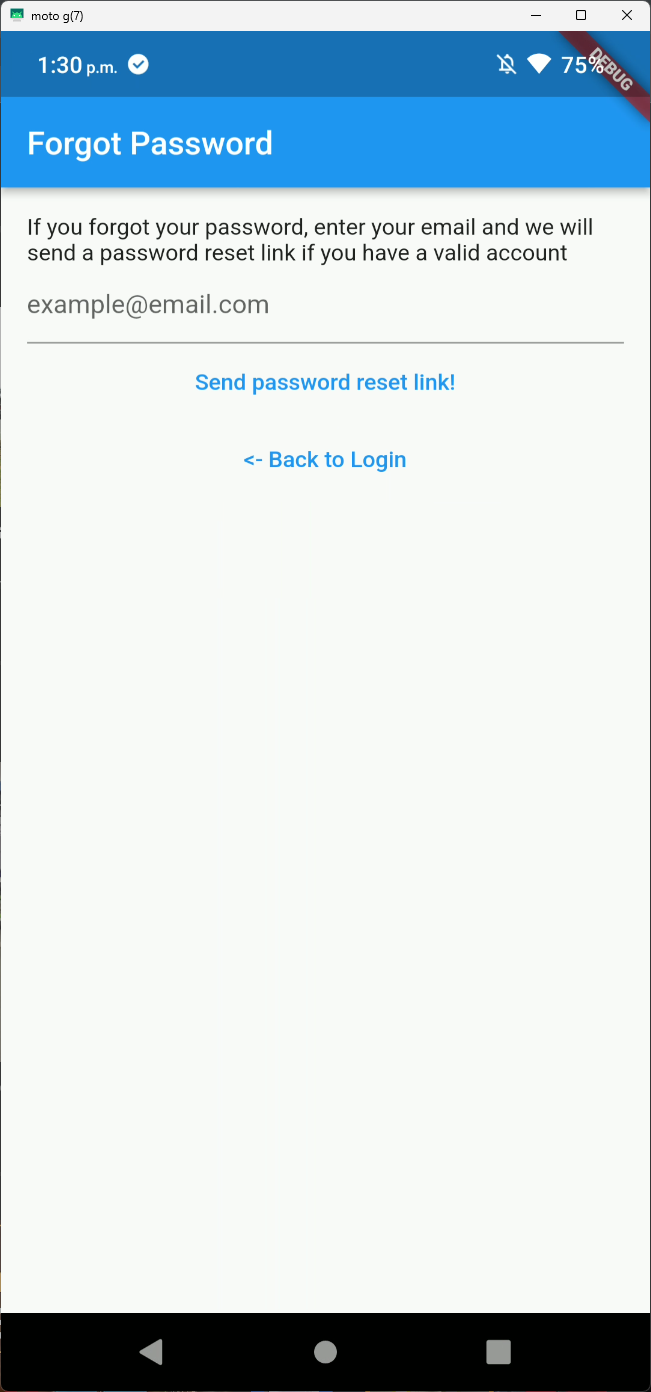 moto g(7)
1:30 p.m.
75%
DEBUG
Forgot Password
If you forgot your password, enter your email and we will
send a password reset link if you have a valid account
example@email.com
Send password reset link!
<- Back to Login